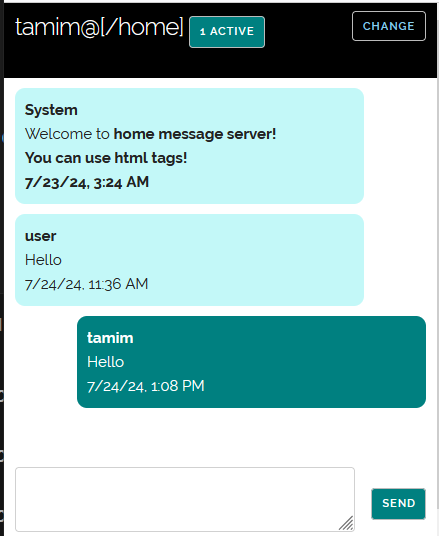 tamim@[/home] 1 ACTIVE CHANGE
System
Welcome to home message server!
You can use html tags!
7/23/24, 3:24 AM
user
Hello
7/24/24, 11:36 AM
tamim
Hello
7/24/24, 1:08 PM
SEND